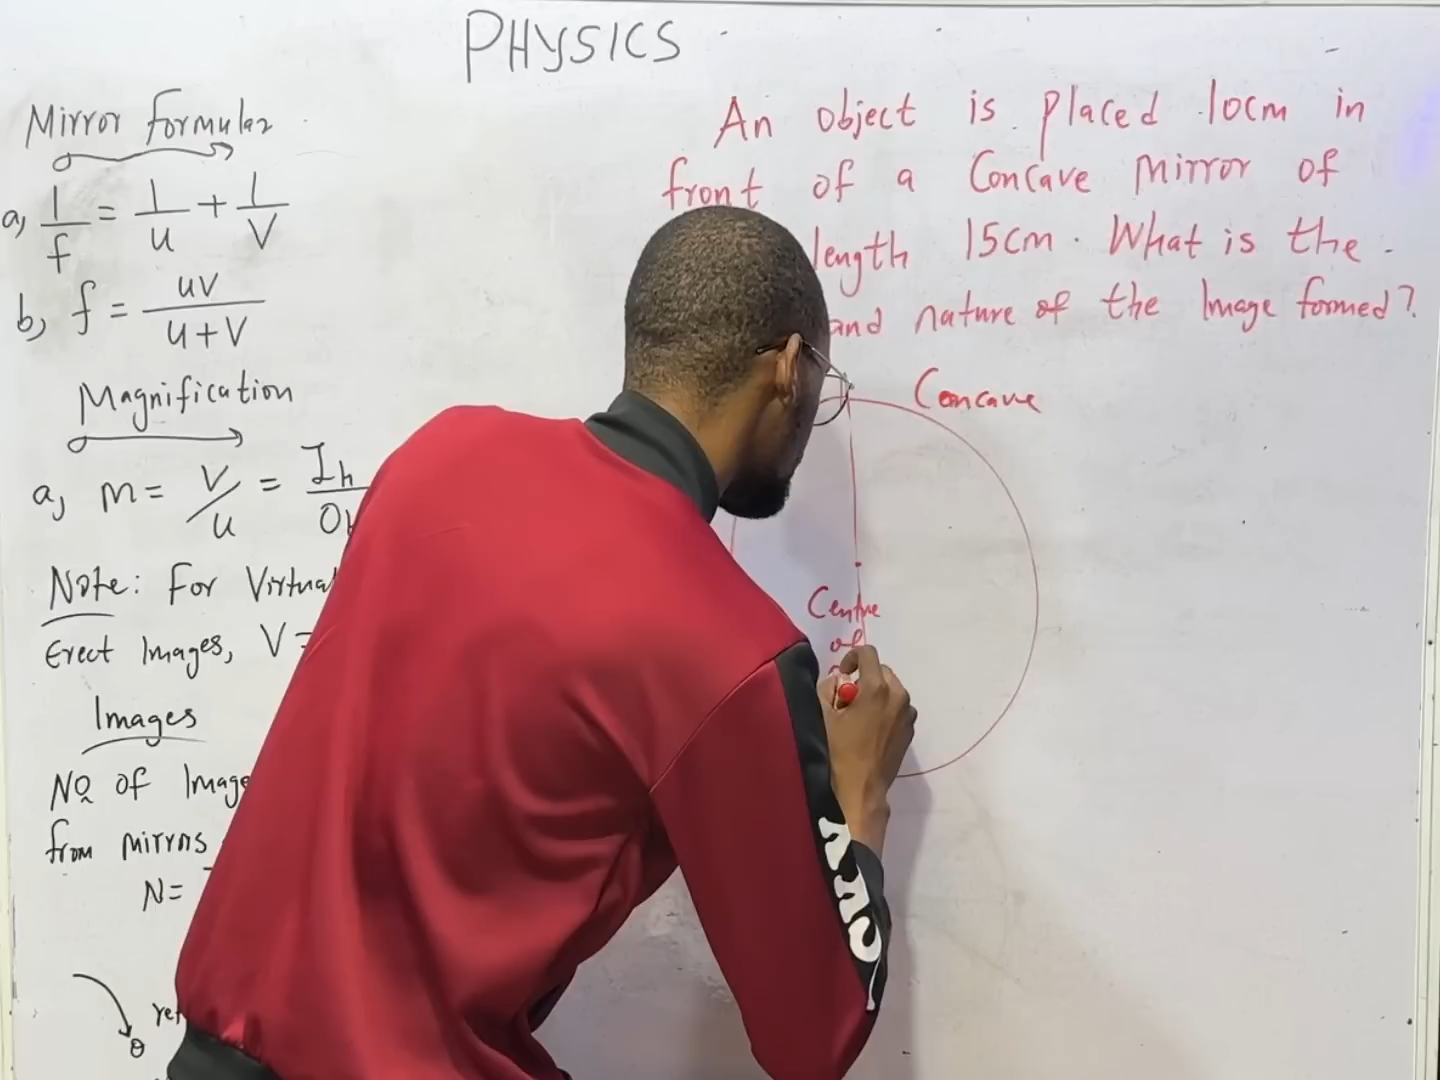 PHYSICS
Mirror formular
a, 1/f = 1/u + 1/v
b, f = uv/u+v
Magnification
a, m = v/u = Ih/
Note: For Virtual
Erect Images, V =
Images
No of Image
from mirrors
N =
θ
An object is placed 10cm in
front of a Concave Mirror of
length 15cm. What is the
and nature of the Image formed?
Concave
Centre
of